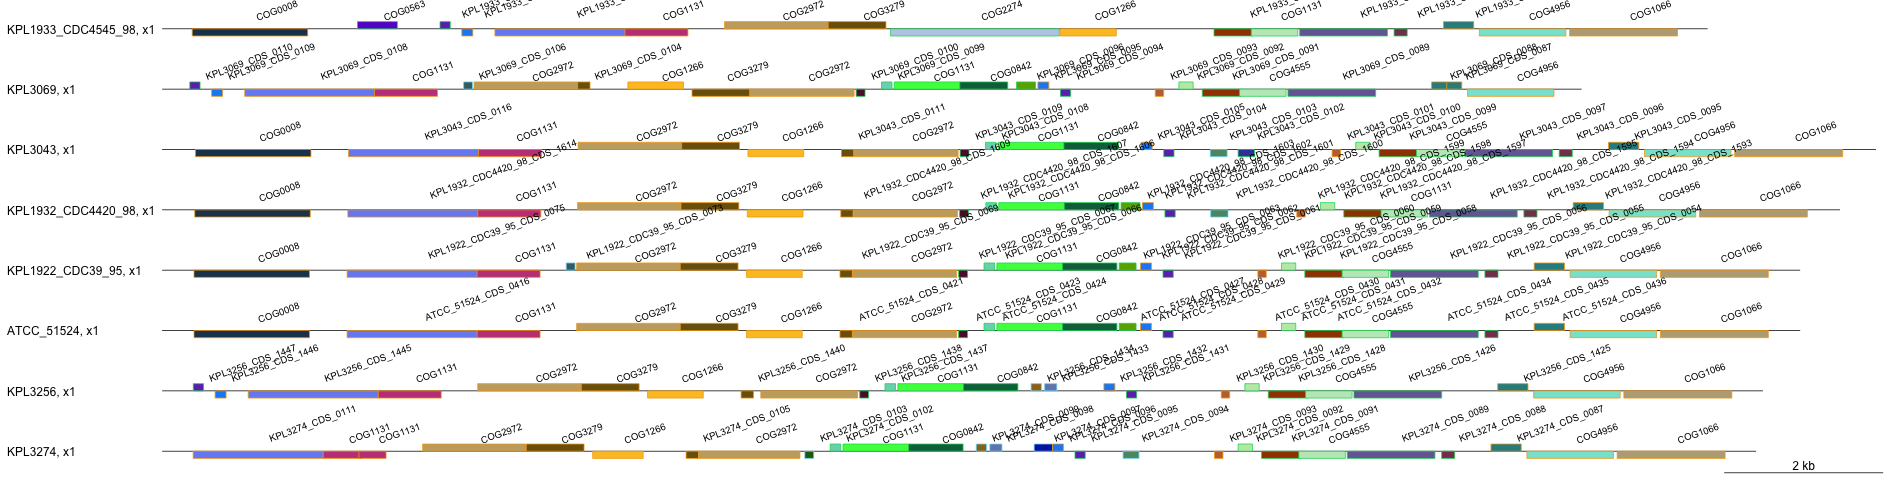 KPL1933_CDC4545_98, x1 COG0008 COG0563 COG1131 COG2972 COG3279 COG2274 COG1266 COG1131 COG4956 COG1066
KPL3069, x1 KPL3069_CDS_0110 KPL3069_CDS_0109 KPL3069_CDS_0108 COG1131 KPL3069_CDS_0106 COG2972 KPL3069_CDS_0104 COG1266 COG3279 COG2972 KPL3069_CDS_0100 KPL3069_CDS_0099 COG1131 COG0842 KPL3069_CDS_0096 KPL3069_CDS_0095 KPL3069_CDS_0094 KPL3069_CDS_0093 KPL3069_CDS_0092 KPL3069_CDS_0091 COG4555 KPL3069_CDS_0089 KPL3069_CDS_0088 KPL3069_CDS_0087 COG4956
KPL3043, x1 COG0008 KPL3043_CDS_0116 COG1131 COG2972 COG3279 COG1266 KPL3043_CDS_0111 COG2972 KPL3043_CDS_0109 KPL3043_CDS_0108 COG1131 COG0842 KPL3043_CDS_0105 KPL3043_CDS_0104 KPL3043_CDS_0103 KPL3043_CDS_0102 KPL3043_CDS_0101 KPL3043_CDS_0100 KPL3043_CDS_0099 COG4555 KPL3043_CDS_0097 KPL3043_CDS_0096 KPL3043_CDS_0095 COG4956 COG1066
KPL1932_CDC4420_98, x1 COG0008 KPL1932_CDC4420_98_CDS_1614 COG1131 COG2972 COG3279 COG1266 KPL1932_CDC4420_98_CDS_1609 COG2972 KPL1932_CDC4420_98_CDS_1607 KPL1932_CDC4420_98_CDS_1606 COG1131 COG0842 KPL1932_CDC4420_98_CDS_1603 KPL1932_CDC4420_98_CDS_1602 KPL1932_CDC4420_98_CDS_1601 KPL1932_CDC4420_98_CDS_1600 KPL1932_CDC4420_98_CDS_1599 KPL1932_CDC4420_98_CDS_1598 KPL1932_CDC4420_98_CDS_1597 COG1131 KPL1932_CDC4420_98_CDS_1595 KPL1932_CDC4420_98_CDS_1594 KPL1932_CDC4420_98_CDS_1593 COG4956 COG1066
KPL1922_CDC39_95, x1 COG0008 KPL1922_CDC39_95_CDS_0075 COG1131 KPL1922_CDC39_95_CDS_0073 COG2972 COG3279 COG1266 KPL1922_CDC39_95_CDS_0069 COG2972 KPL1922_CDC39_95_CDS_0067 KPL1922_CDC39_95_CDS_0066 COG1131 COG0842 KPL1922_CDC39_95_CDS_0063 KPL1922_CDC39_95_CDS_0062 KPL1922_CDC39_95_CDS_0061 KPL1922_CDC39_95_CDS_0060 KPL1922_CDC39_95_CDS_0059 KPL1922_CDC39_95_CDS_0058 COG4555 KPL1922_CDC39_95_CDS_0056 KPL1922_CDC39_95_CDS_0055 KPL1922_CDC39_95_CDS_0054 COG4956 COG1066
ATCC_51524, x1 COG0008 ATCC_51524_CDS_0416 COG1131 COG2972 COG3279 COG1266 ATCC_51524_CDS_0421 COG2972 ATCC_51524_CDS_0423 ATCC_51524_CDS_0424 COG1131 COG0842 ATCC_51524_CDS_0427 ATCC_51524_CDS_0428 ATCC_51524_CDS_0429 ATCC_51524_CDS_0430 ATCC_51524_CDS_0431 ATCC_51524_CDS_0432 COG4555 ATCC_51524_CDS_0434 ATCC_51524_CDS_0435 ATCC_51524_CDS_0436 COG4956 COG1066
KPL3256, x1 KPL3256_CDS_1447 KPL3256_CDS_1446 KPL3256_CDS_1445 COG1131 COG2972 COG3279 COG1266 KPL3256_CDS_1440 COG2972 KPL3256_CDS_1438 KPL3256_CDS_1437 COG1131 COG0842 KPL3256_CDS_1434 KPL3256_CDS_1433 KPL3256_CDS_1432 KPL3256_CDS_1431 KPL3256_CDS_1430 KPL3256_CDS_1429 KPL3256_CDS_1428 COG4555 KPL3256_CDS_1426 KPL3256_CDS_1425 COG4956 COG1066
KPL3274, x1 KPL3274_CDS_0111 COG1131 COG1131 COG2972 COG3279 COG1266 KPL3274_CDS_0105 COG2972 KPL3274_CDS_0103 KPL3274_CDS_0102 COG1131 COG0842 KPL3274_CDS_0099 KPL3274_CDS_0098 KPL3274_CDS_0097 KPL3274_CDS_0096 KPL3274_CDS_0095 KPL3274_CDS_0094 KPL3274_CDS_0093 KPL3274_CDS_0092 KPL3274_CDS_0091 COG4555 KPL3274_CDS_0089 KPL3274_CDS_0088 KPL3274_CDS_0087 COG4956 COG1066
2 kb